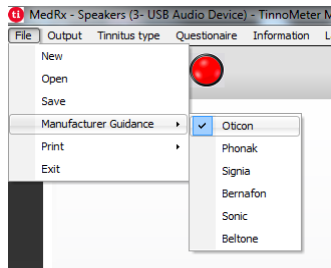 ti MedRx - Speakers (3- USB Audio Device) - TinnoMeter M
File Output Tinnitus type Questionaire Information L
New
Open
Save
Manufacturer Guidance
Oticon
Print
Phonak
Exit
Signia
Bernafon
Sonic
Beltone